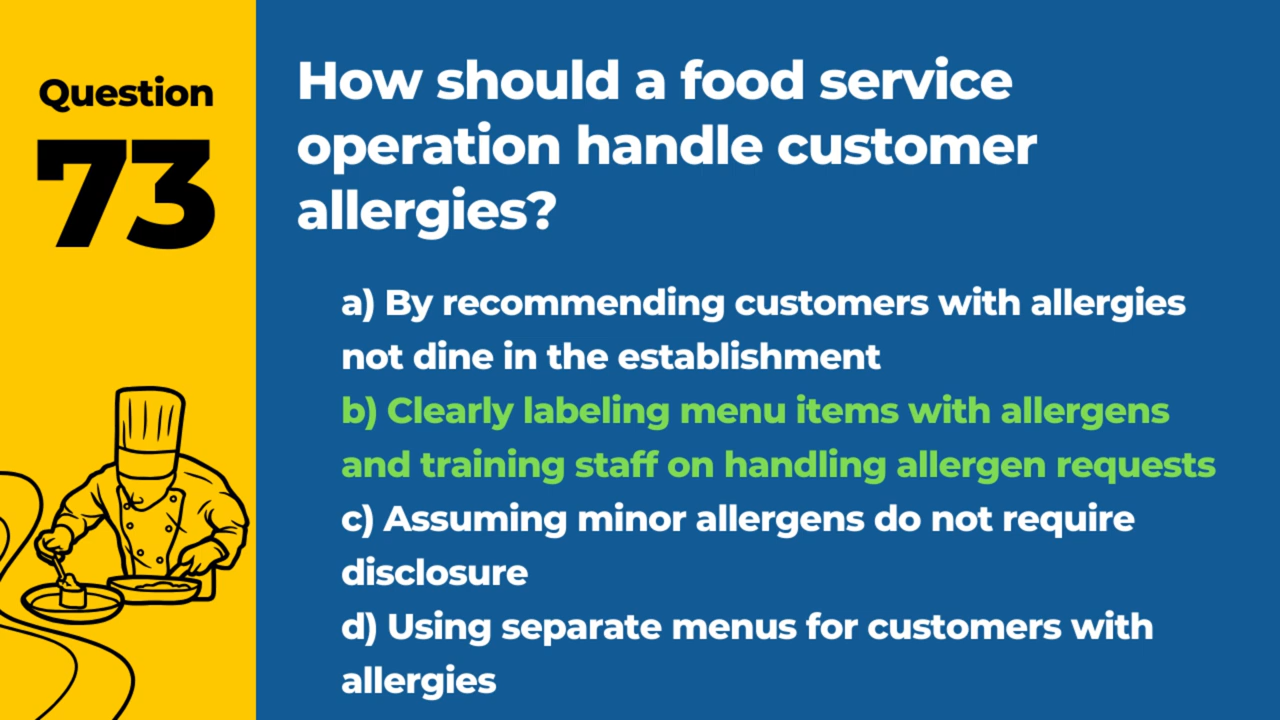 Question
73
How should a food service
operation handle customer
allergies?
a) By recommending customers with allergies
not dine in the establishment
b) Clearly labeling menu items with allergens
and training staff on handling allergen requests
c) Assuming minor allergens do not require
disclosure
d) Using separate menus for customers with
allergies